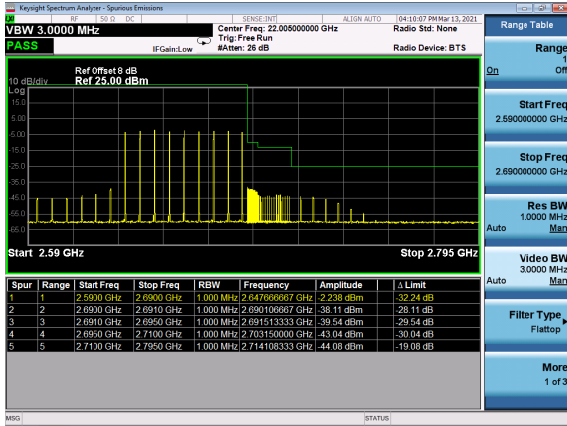 Keysight Spectrum Analyzer - Spurious Emissions
RF 50 Ω DC SENSE:INT ALIGN AUTO 04:10:07 PM Mar 13, 2021
VBW 3.0000 MHz Center Freq: 22.005000000 GHz Radio Std: None
Trig: Free Run
PASS IFGain:Low #Atten: 26 dB Radio Device: BTS
Ref Offset 8 dB
10 dB/div Ref 25.00 dBm
Log
15.0
5.00
-5.00
-15.0
-25.0
-35.0
-45.0
-55.0
-65.0
Start 2.59 GHz Stop 2.795 GHz
Spur Range Start Freq Stop Freq RBW Frequency Amplitude Δ Limit
1 1 2.5900 GHz 2.6900 GHz 1.000 MHz 2.647666667 GHz -2.238 dBm -32.24 dB
2 2 2.6900 GHz 2.6910 GHz 1.000 MHz 2.690106667 GHz -38.11 dBm -28.11 dB
3 3 2.6910 GHz 2.6950 GHz 1.000 MHz 2.691513333 GHz -39.54 dBm -29.54 dB
4 4 2.6950 GHz 2.7100 GHz 1.000 MHz 2.703150000 GHz -43.04 dBm -30.04 dB
5 5 2.7100 GHz 2.7950 GHz 1.000 MHz 2.714108333 GHz -44.08 dBm -19.08 dB
MSG STATUS
Range Table
Range
1
On Off
Start Freq
2.590000000 GHz
Stop Freq
2.690000000 GHz
Res BW
1.0000 MHz
Auto Man
Video BW
3.0000 MHz
Auto Man
Filter Type
Flattop
More
1 of 3